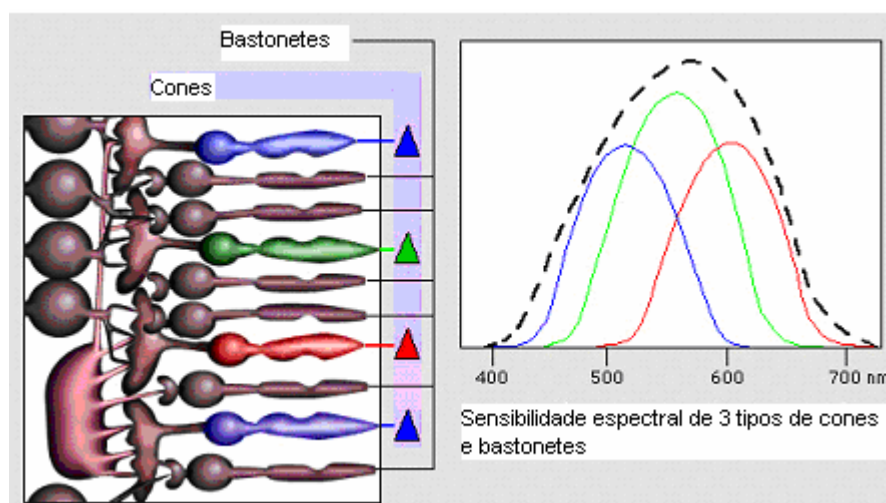 Bastonetes
Cones
400 500 600 700 nm
Sensibilidade espectral de 3 tipos de cones
e bastonetes